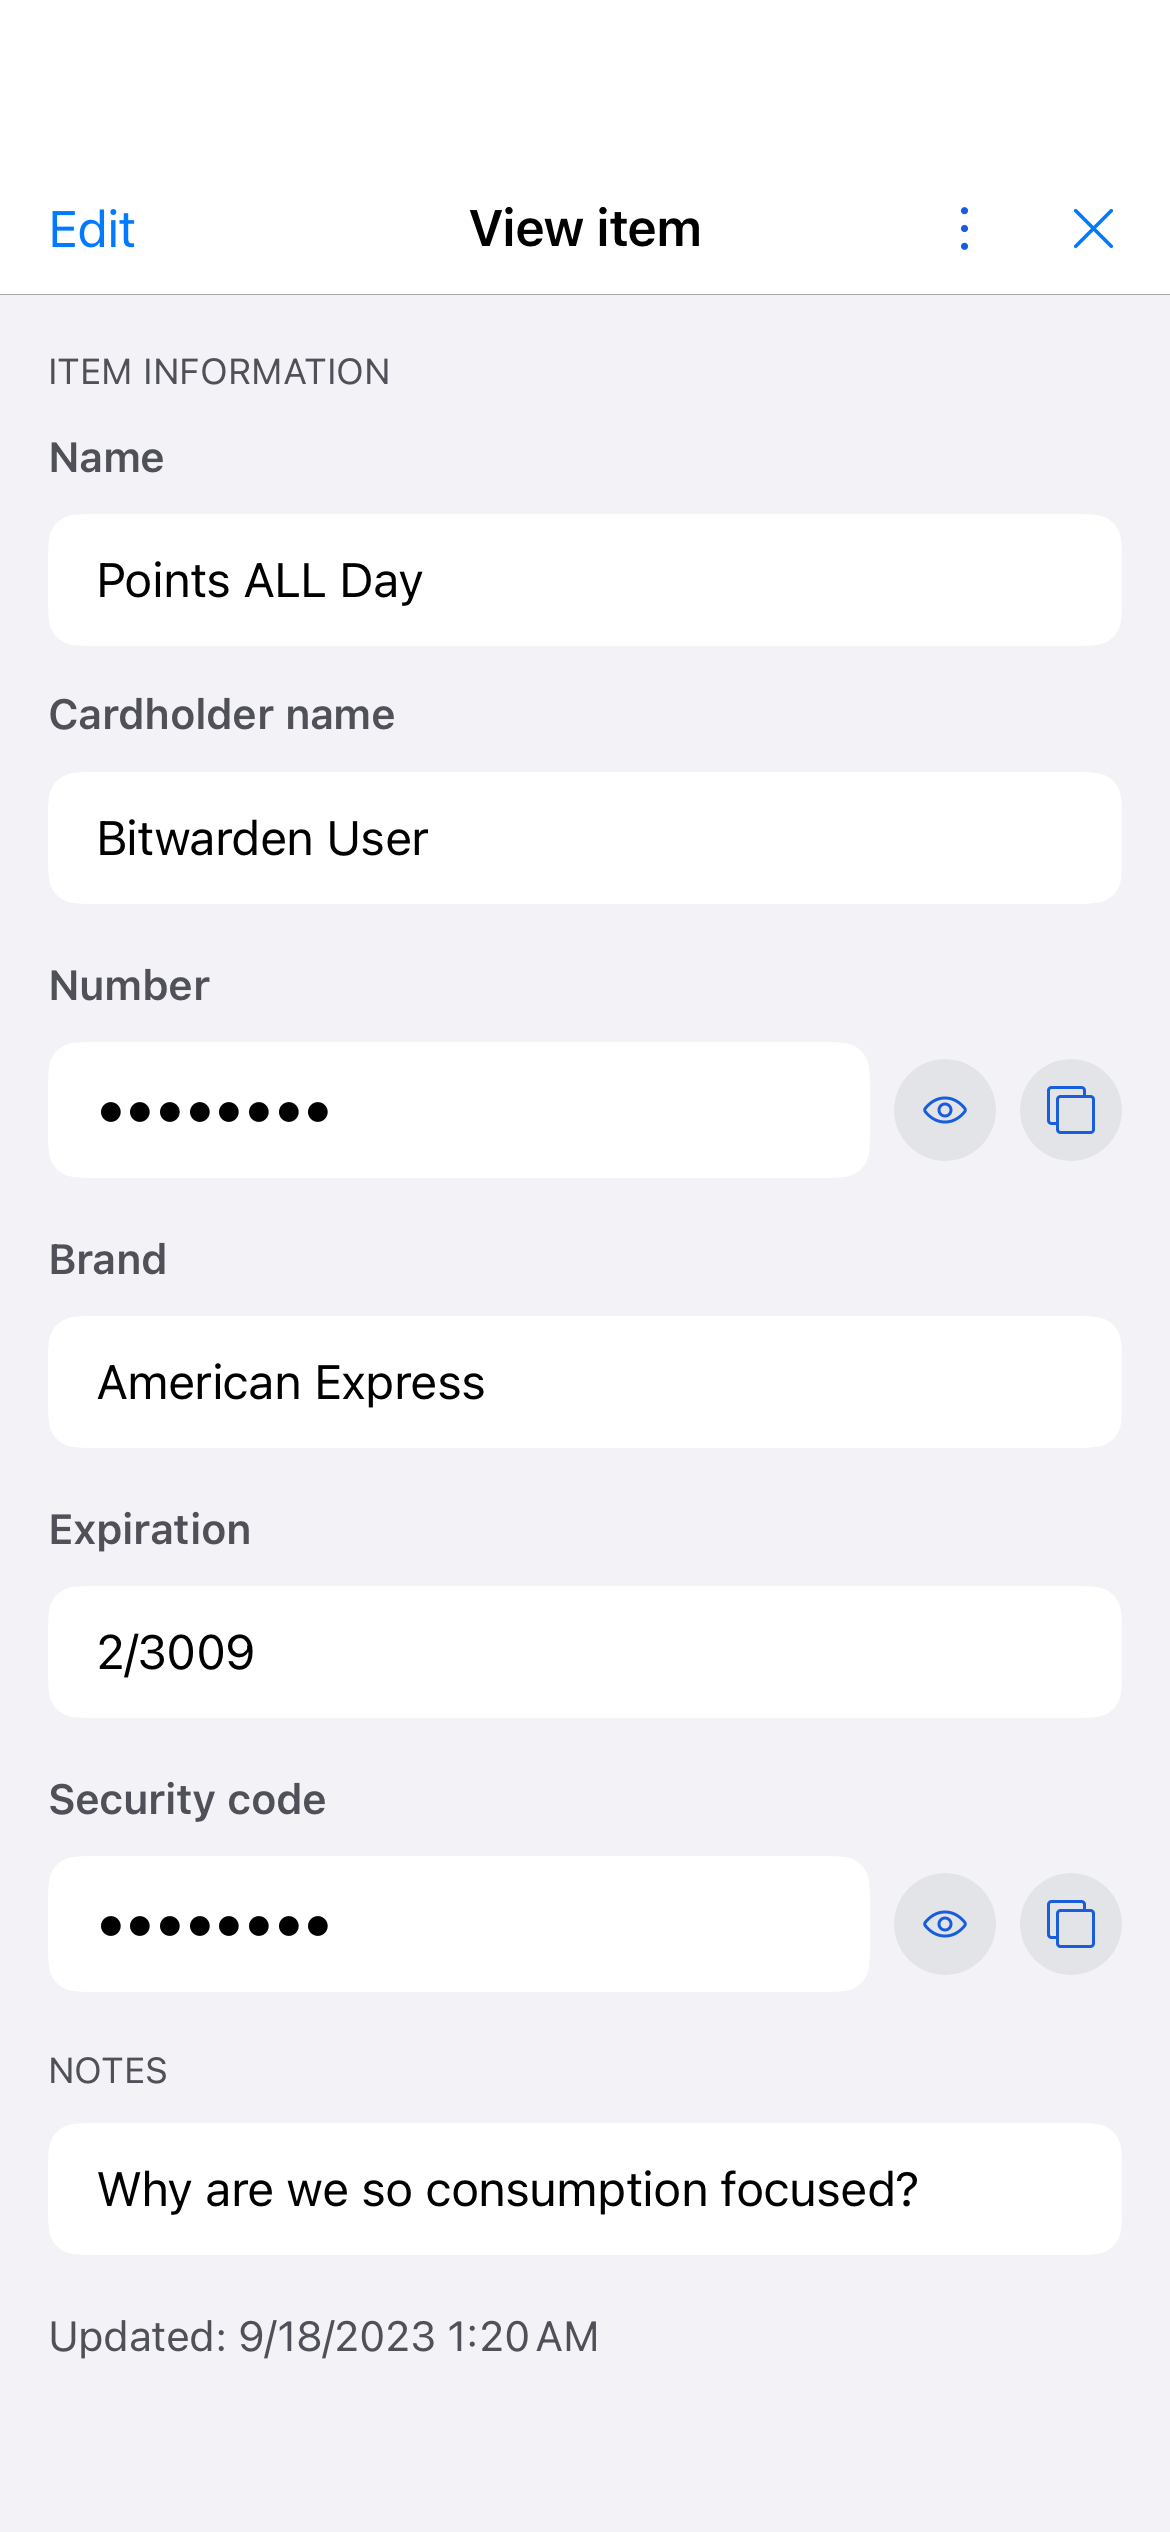 Edit
View item
ITEM INFORMATION
Name
Points ALL Day
Cardholder name
Bitwarden User
Number
●●●●●●●●
Brand
American Express
Expiration
2/3009
Security code
●●●●●●●●
NOTES
Why are we so consumption focused?
Updated: 9/18/2023 1:20 AM